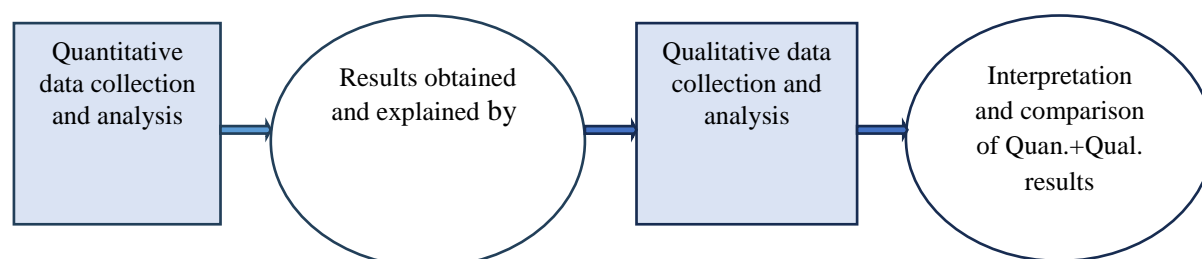 Quantitative
data collection
and analysis
Results obtained
and explained by
Qualitative data
collection and
analysis
Interpretation
and comparison
of Quan.+Qual.
results